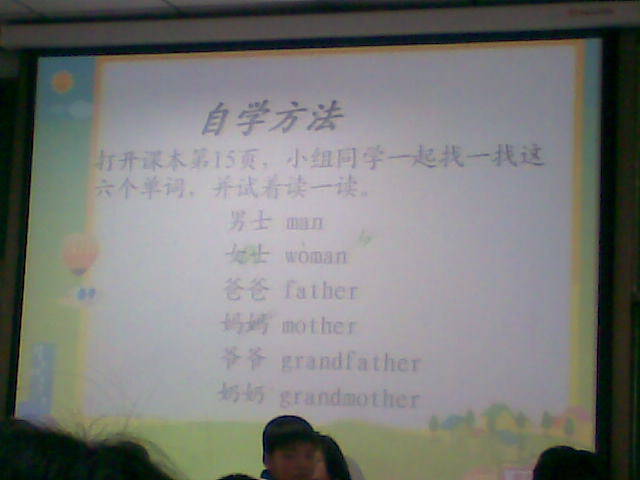 自学方法
打开课本第15页，小组同学一起找一找这
六个单词，并试着读一读。
男士 man
女士 woman
爸爸 father
妈妈 mother
爷爷 grandfather
奶奶 grandmother